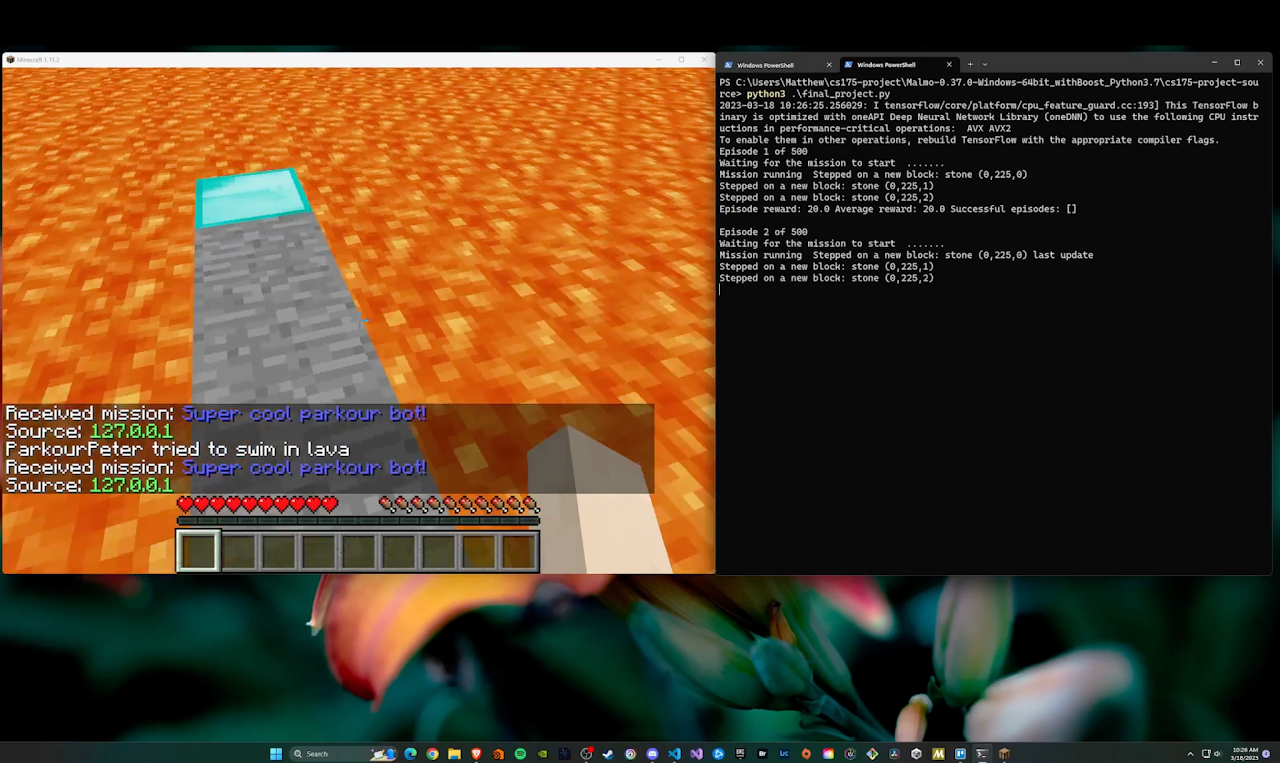 Minecraft 1.11.2
Received mission: Super cool parkour bot!
Source: 127.0.0.1
ParkourPeter tried to swim in lava
Received mission: Super cool parkour bot!
Source: 127.0.0.1
Windows PowerShell
Windows PowerShell
PS C:\Users\Matthew\cs175-project\Malmo-0.37.0-Windows-64bit_withBoost_Python3.7\cs175-project-sou
rce> python3 .\final_project.py
2023-03-18 10:26:25.256029: I tensorflow/core/platform/cpu_feature_guard.cc:193] This TensorFlow b
inary is optimized with oneAPI Deep Neural Network Library (oneDNN) to use the following CPU instr
uctions in performance-critical operations:  AVX AVX2
To enable them in other operations, rebuild TensorFlow with the appropriate compiler flags.
Episode 1 of 500
Waiting for the mission to start  .......
Mission running  Stepped on a new block: stone (0,225,0)
Stepped on a new block: stone (0,225,1)
Stepped on a new block: stone (0,225,2)
Episode reward: 20.0 Average reward: 20.0 Successful episodes: []
Episode 2 of 500
Waiting for the mission to start  .......
Mission running  Stepped on a new block: stone (0,225,0) last update
Stepped on a new block: stone (0,225,1)
Stepped on a new block: stone (0,225,2)
Search
Br
Lc
10:26 AM
3/18/2023